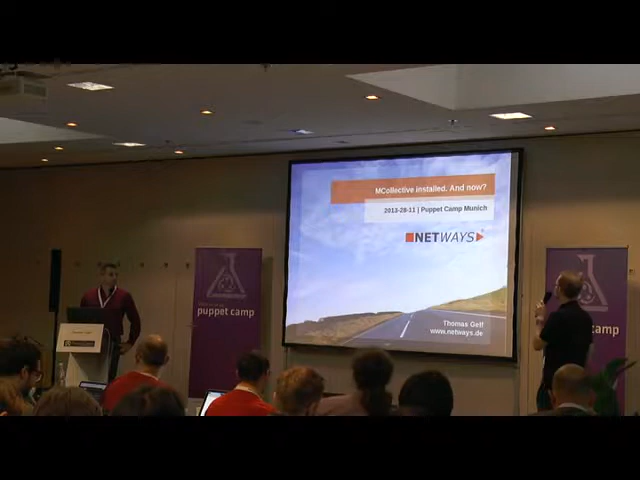 MCollective installed. And now?
2013-28-11 | Puppet Camp Munich
NETWAYS
Thomas Gelf
www.netways.de
puppet camp
camp